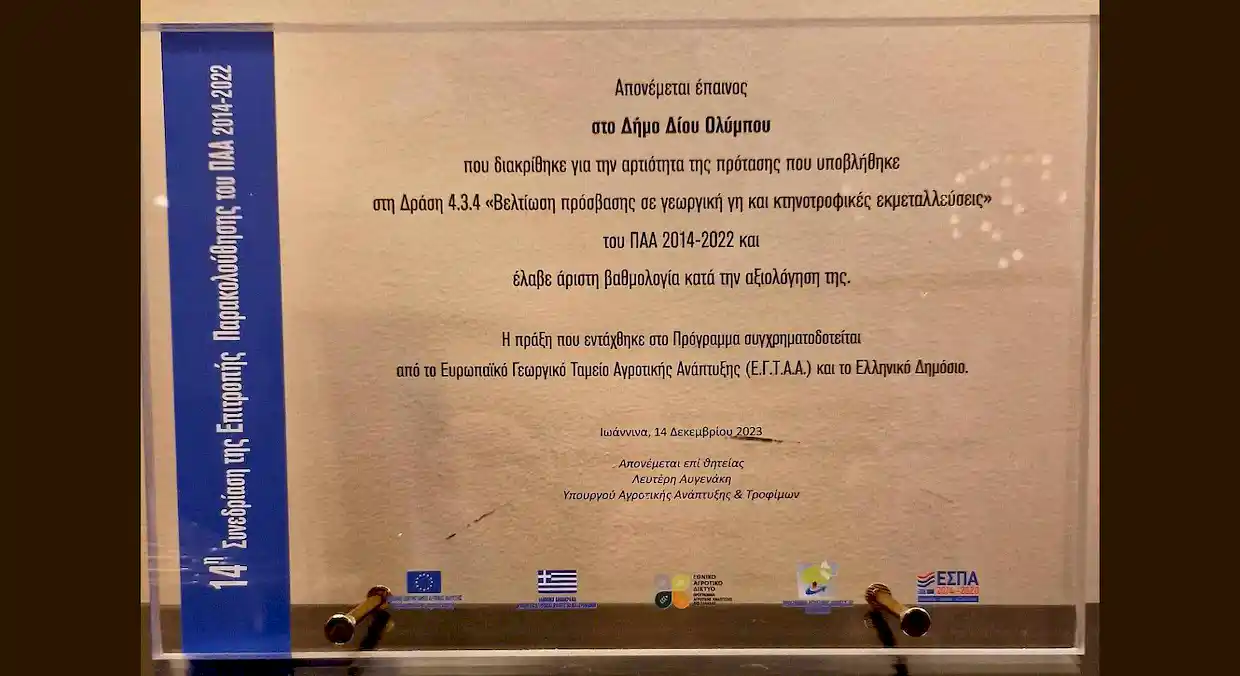 14η Συνεδρίαση της Επιτροπής Παρακολούθησης του ΠΑΑ 2014-2022
Απονέμεται έπαινος
στο Δήμο Δίου Ολύμπου
που διακρίθηκε για την αρτιότητα της πρότασης που υποβλήθηκε
στη Δράση 4.3.4 «Βελτίωση πρόσβασης σε γεωργική γη και κτηνοτροφικές εκμεταλλεύσεις»
του ΠΑΑ 2014-2022 και
έλαβε άριστη βαθμολογία κατά την αξιολόγηση της.
Η πράξη που εντάχθηκε στο Πρόγραμμα συγχρηματοδοτείται
από το Ευρωπαϊκό Γεωργικό Ταμείο Αγροτικής Ανάπτυξης (Ε.Γ.Τ.Α.Α.) και το Ελληνικό Δημόσιο.
Ιωάννινα, 14 Δεκεμβρίου 2023
Απονέμεται επί θητείας
Λευτέρη Αυγενάκη
Υπουργού Αγροτικής Ανάπτυξης & Τροφίμων
ΕΘΝΙΚΟ
ΑΓΡΟΤΙΚΟ
ΔΙΚΤΥΟ
ΕΣΠΑ
2014-2020